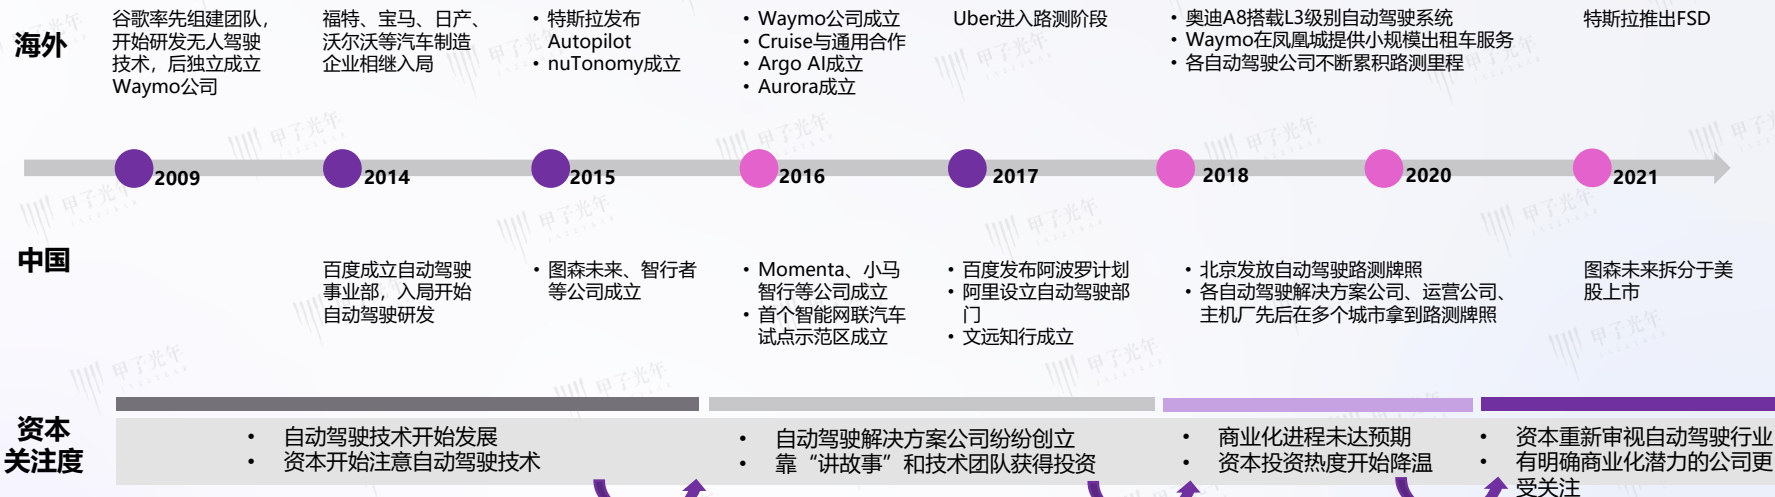 海外
谷歌率先组建团队，
开始研发无人驾驶
技术，后独立成立
Waymo公司
福特、宝马、日产、
沃尔沃等汽车制造
企业相继入局
• 特斯拉发布
Autopilot
• nuTonomy成立
• Waymo公司成立
• Cruise与通用合作
• Argo AI成立
• Aurora成立
Uber进入路测阶段
• 奥迪A8搭载L3级别自动驾驶系统
• Waymo在凤凰城提供小规模出租车服务
• 各自动驾驶公司不断累积路测里程
特斯拉推出FSD
2009
2014
2015
2016
2017
2018
2020
2021
中国
百度成立自动驾驶
事业部，入局开始
自动驾驶研发
• 图森未来、智行者
等公司成立
• Momenta、小马
智行等公司成立
• 首个智能网联汽车
试点示范区成立
• 百度发布阿波罗计划
• 阿里设立自动驾驶部
门
• 文远知行成立
• 北京发放自动驾驶路测牌照
• 各自动驾驶解决方案公司、运营公司、
主机厂先后在多个城市拿到路测牌照
图森未来拆分于美
股上市
资本
关注度
• 自动驾驶技术开始发展
• 资本开始注意自动驾驶技术
• 自动驾驶解决方案公司纷纷创立
• 靠“讲故事”和技术团队获得投资
• 商业化进程未达预期
• 资本投资热度开始降温
• 资本重新审视自动驾驶行业
• 有明确商业化潜力的公司更
受关注
甲子光年